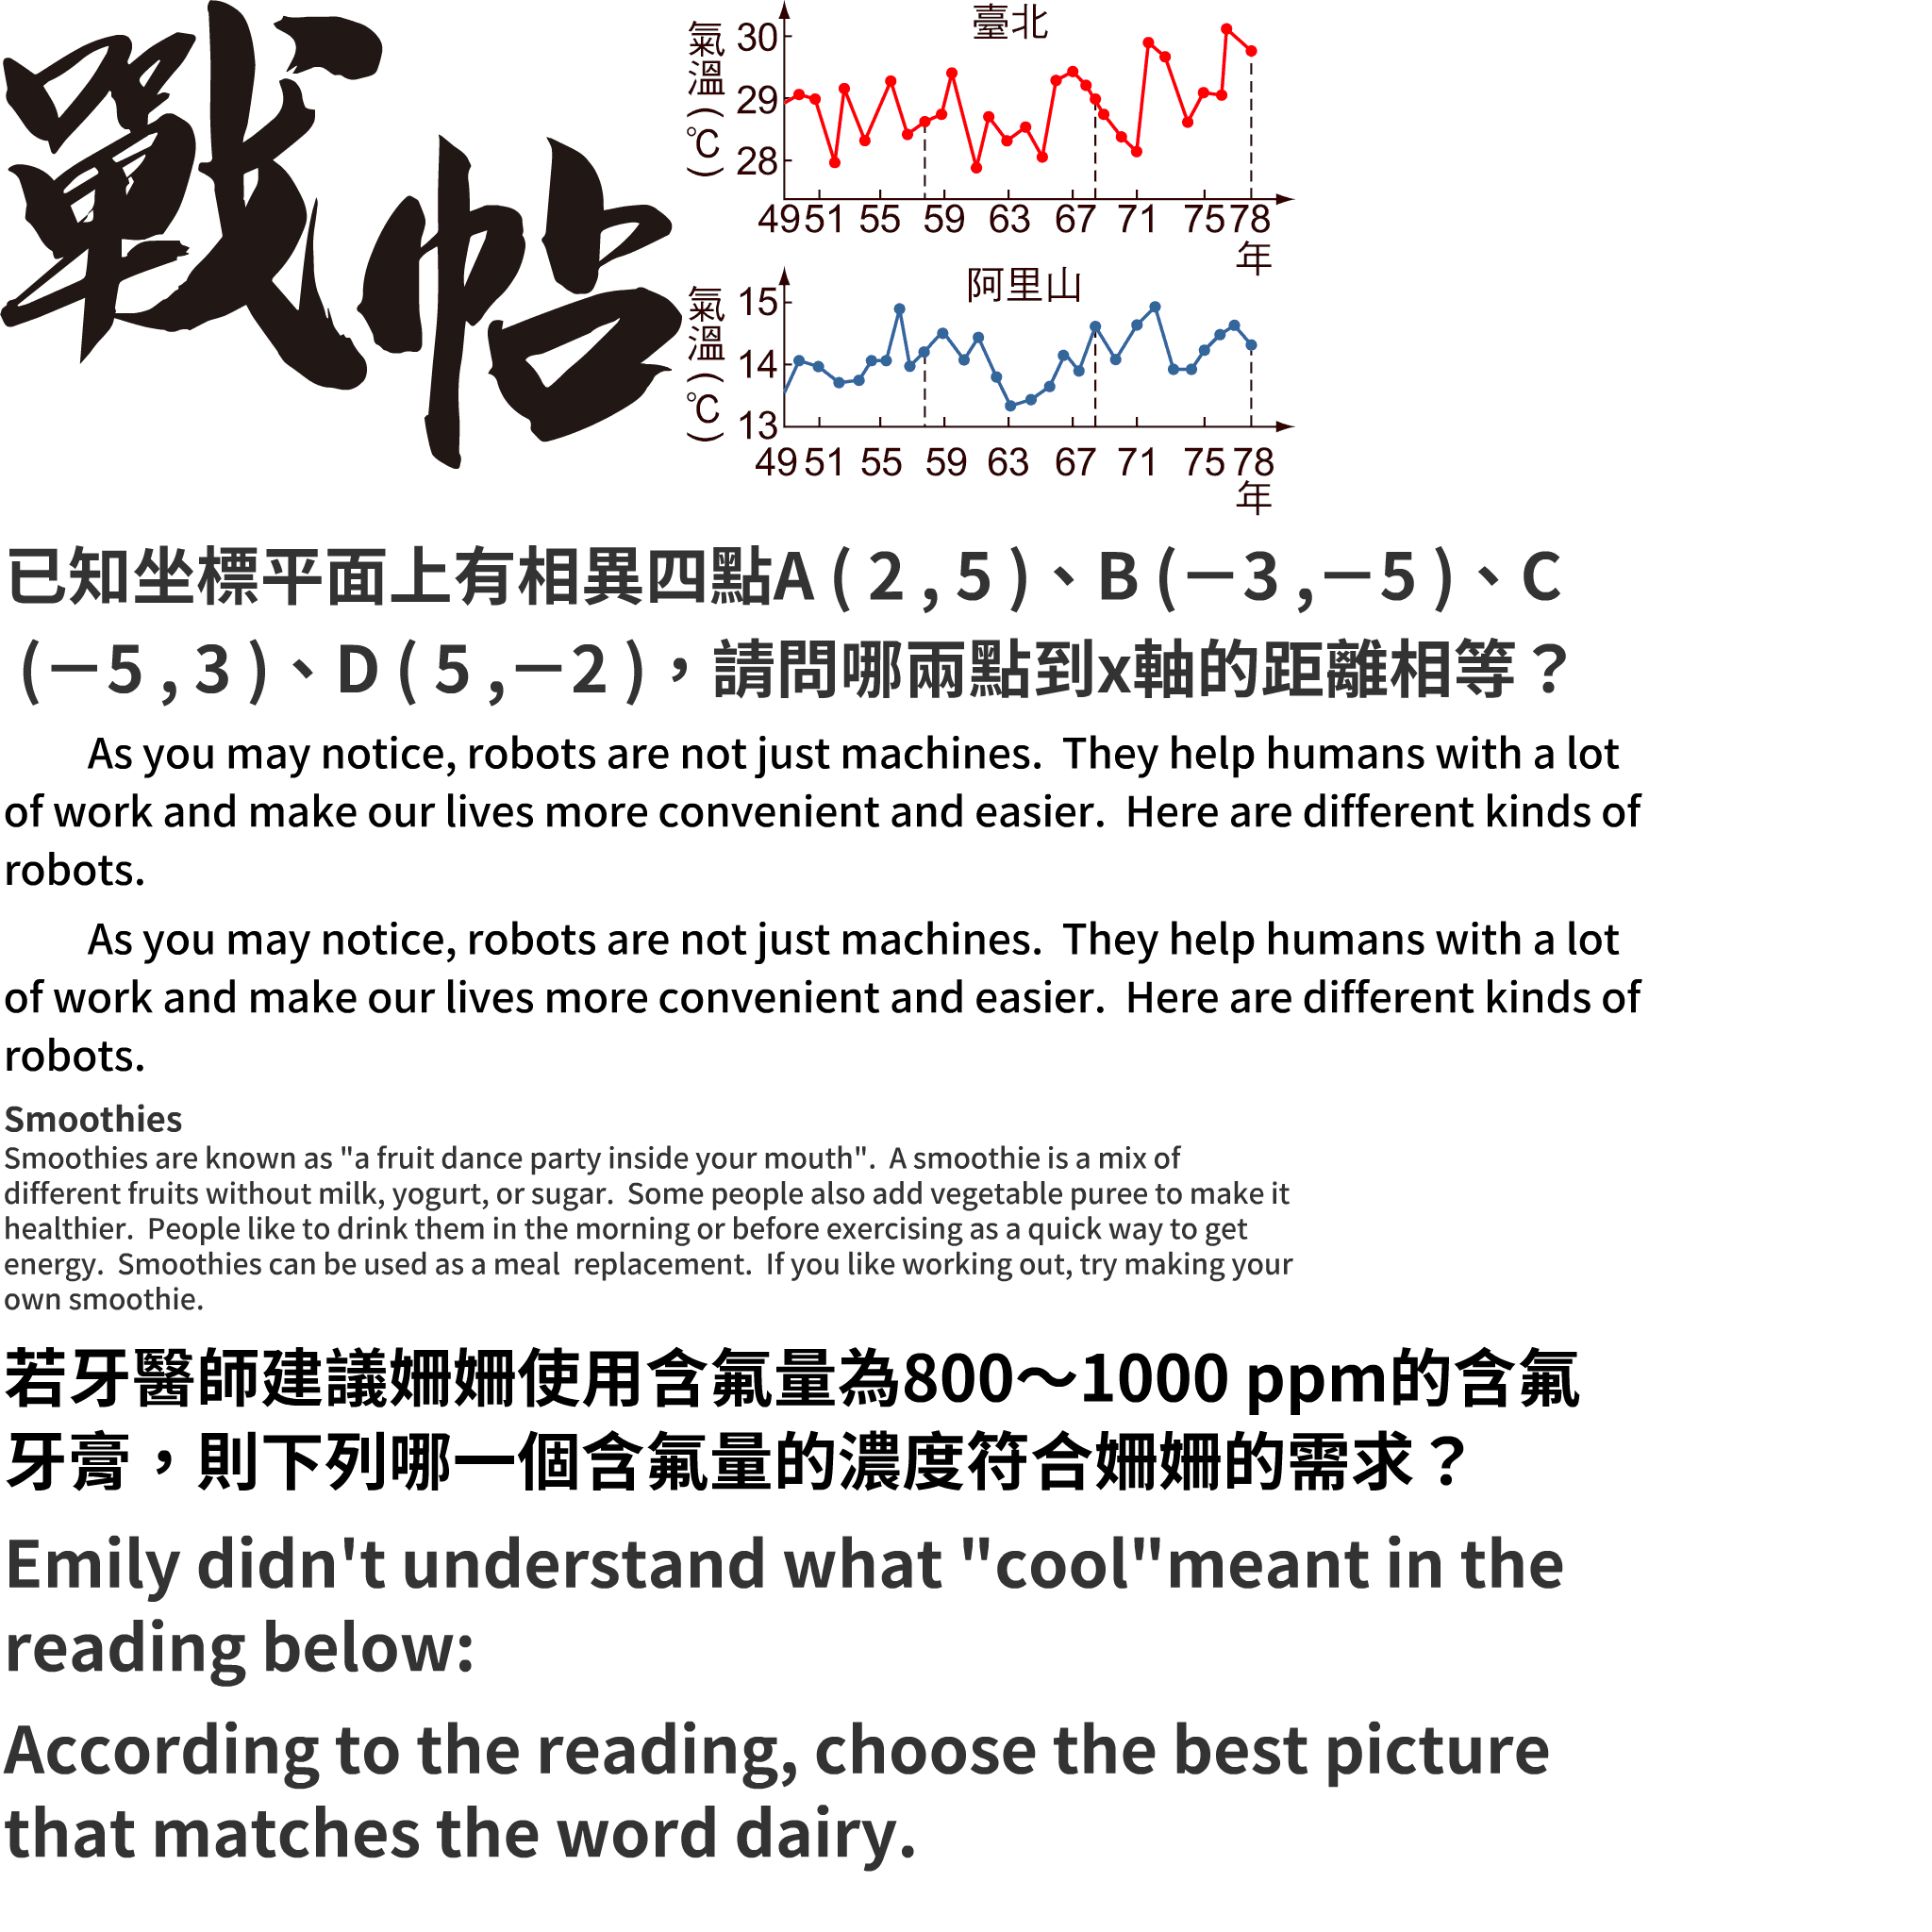 戰帖
臺北
氣溫(℃)
30
29
28
49 51 55 59 63 67 71 75 78
年
阿里山
氣溫(℃)
15
14
13
49 51 55 59 63 67 71 75 78
年
已知坐標平面上有相異四點A(2,5)、B(－3,－5)、C
(－5,3)、D(5,－2)，請問哪兩點到x軸的距離相等？
As you may notice, robots are not just machines.  They help humans with a lot
of work and make our lives more convenient and easier.  Here are different kinds of
robots.
As you may notice, robots are not just machines.  They help humans with a lot
of work and make our lives more convenient and easier.  Here are different kinds of
robots.
Smoothies
Smoothies are known as "a fruit dance party inside your mouth".  A smoothie is a mix of
different fruits without milk, yogurt, or sugar.  Some people also add vegetable puree to make it
healthier.  People like to drink them in the morning or before exercising as a quick way to get
energy.  Smoothies can be used as a meal  replacement.  If you like working out, try making your
own smoothie.
若牙醫師建議姍姍使用含氟量為800～1000 ppm的含氟
牙膏，則下列哪一個含氟量的濃度符合姍姍的需求？
Emily didn't understand what "cool"meant in the
reading below:
According to the reading, choose the best picture
that matches the word dairy.